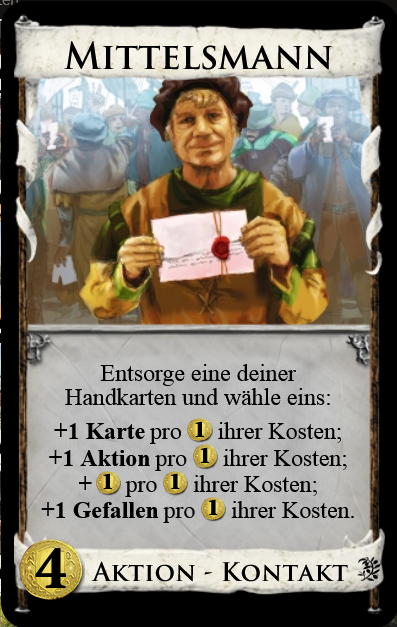 MITTELSMANN
Entsorge eine deiner
Handkarten und wähle eins:
+1 Karte pro 1 ihrer Kosten;
+1 Aktion pro 1 ihrer Kosten;
+ 1 pro 1 ihrer Kosten;
+1 Gefallen pro 1 ihrer Kosten.
4 AKTION - KONTAKT